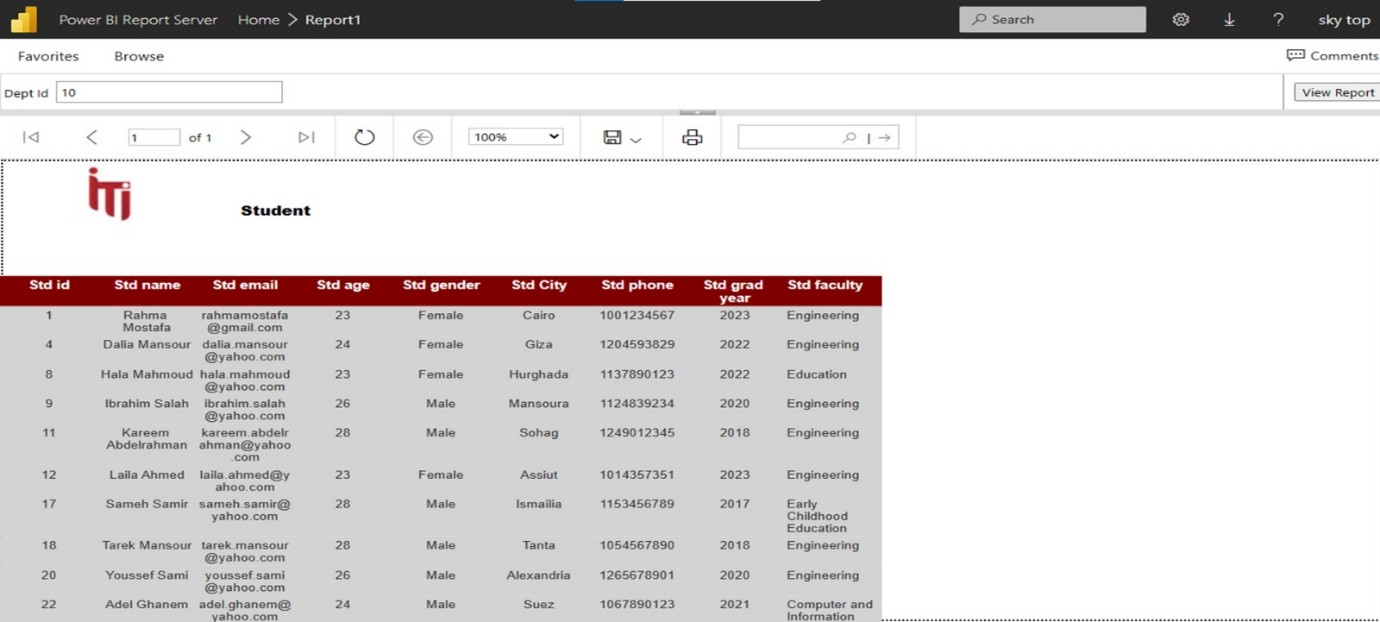 Power BI Report Server Home > Report1 Search ? sky top
Favorites Browse Comments
Dept Id 10 View Report
1 of 1 100%
iTi
Student
Std id Std name Std email Std age Std gender Std City Std phone Std grad year Std faculty
1 Rahma Mostafa rahmamostafa@gmail.com 23 Female Cairo 1001234567 2023 Engineering
4 Dalia Mansour dalia.mansour@yahoo.com 24 Female Giza 1204593829 2022 Engineering
8 Hala Mahmoud hala.mahmoud@yahoo.com 23 Female Hurghada 1137890123 2022 Education
9 Ibrahim Salah ibrahim.salah@yahoo.com 26 Male Mansoura 1124839234 2020 Engineering
11 Kareem Abdelrahman kareem.abdelrahman@yahoo.com 28 Male Sohag 1249012345 2018 Engineering
12 Laila Ahmed laila.ahmed@yahoo.com 23 Female Assiut 1014357351 2023 Engineering
17 Sameh Samir sameh.samir@yahoo.com 28 Male Ismailia 1153456789 2017 Early Childhood Education
18 Tarek Mansour tarek.mansour@yahoo.com 28 Male Tanta 1054567890 2018 Engineering
20 Youssef Sami youssef.sami@yahoo.com 26 Male Alexandria 1265678901 2020 Engineering
22 Adel Ghanem adel.ghanem@yahoo.com 24 Male Suez 1067890123 2021 Computer and Information